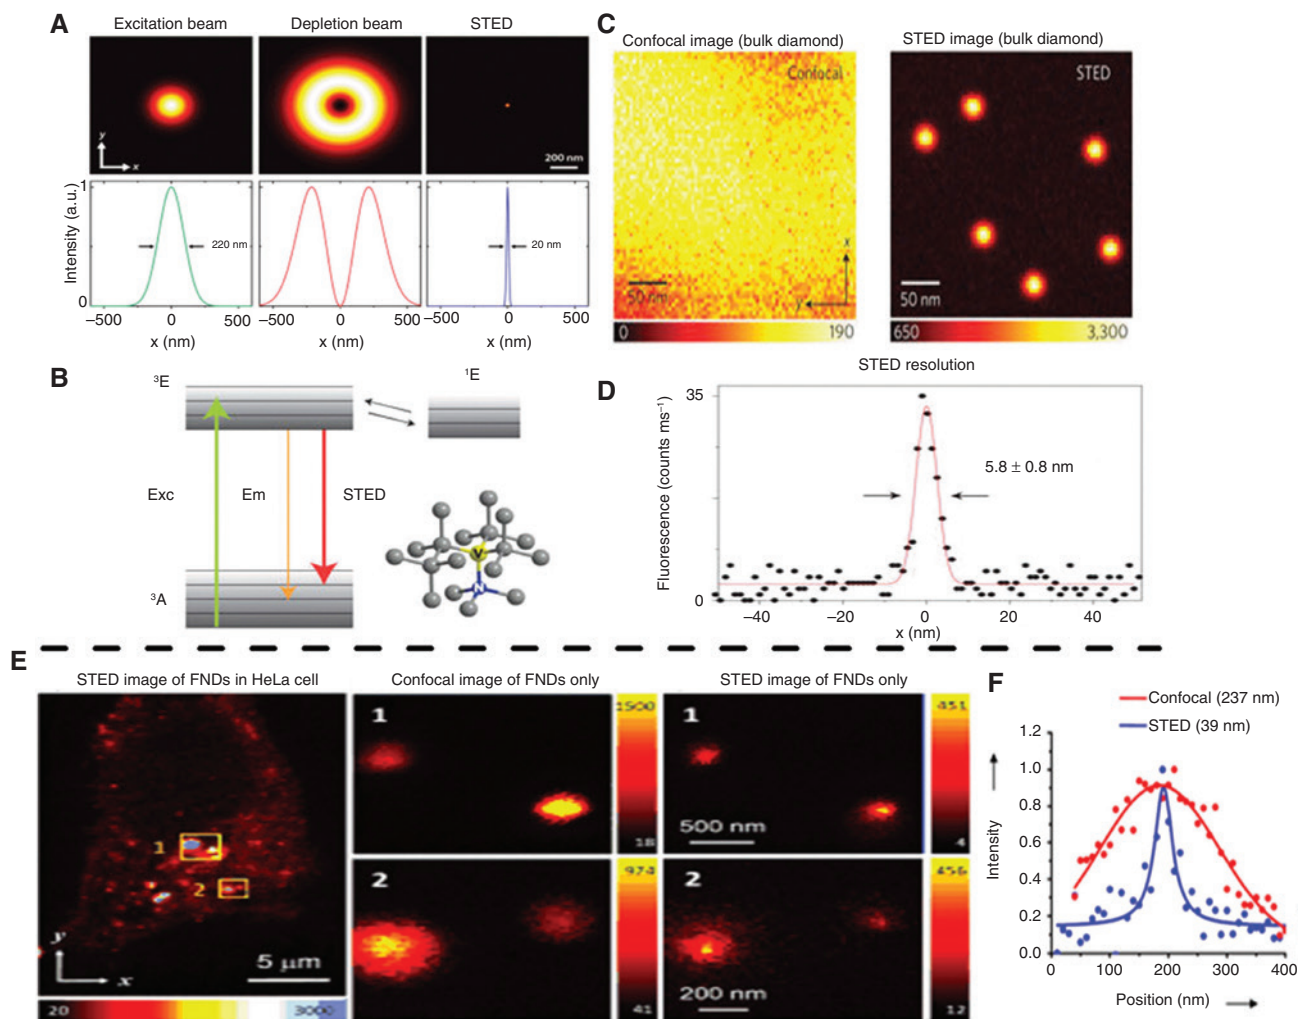 A
Excitation beam
Depletion beam
STED
y
x
200 nm
Intensity (a.u.)
1
0
220 nm
20 nm
−500 0 500
−500 0 500
−500 0 500
x (nm)
x (nm)
x (nm)
C
Confocal image (bulk diamond)
Confocal
50 nm
x
y
0 190
STED image (bulk diamond)
STED
50 nm
650 3,300
B
3E
1E
Exc
Em
STED
3A
V
N
D
STED resolution
Fluorescence (counts ms−1)
35
0
5.8 ± 0.8 nm
−40 −20 0 20 40
x (nm)
E
STED image of FNDs in HeLa cell
1
2
y
x
5 μm
20 3000
Confocal image of FNDs only
1
1500
18
2
974
41
STED image of FNDs only
1
500 nm
451
4
2
200 nm
456
12
F
Confocal (237 nm)
STED (39 nm)
Intensity
1.2
1.0
0.8
0.6
0.4
0.2
0.0
0 100 200 300 400
Position (nm)